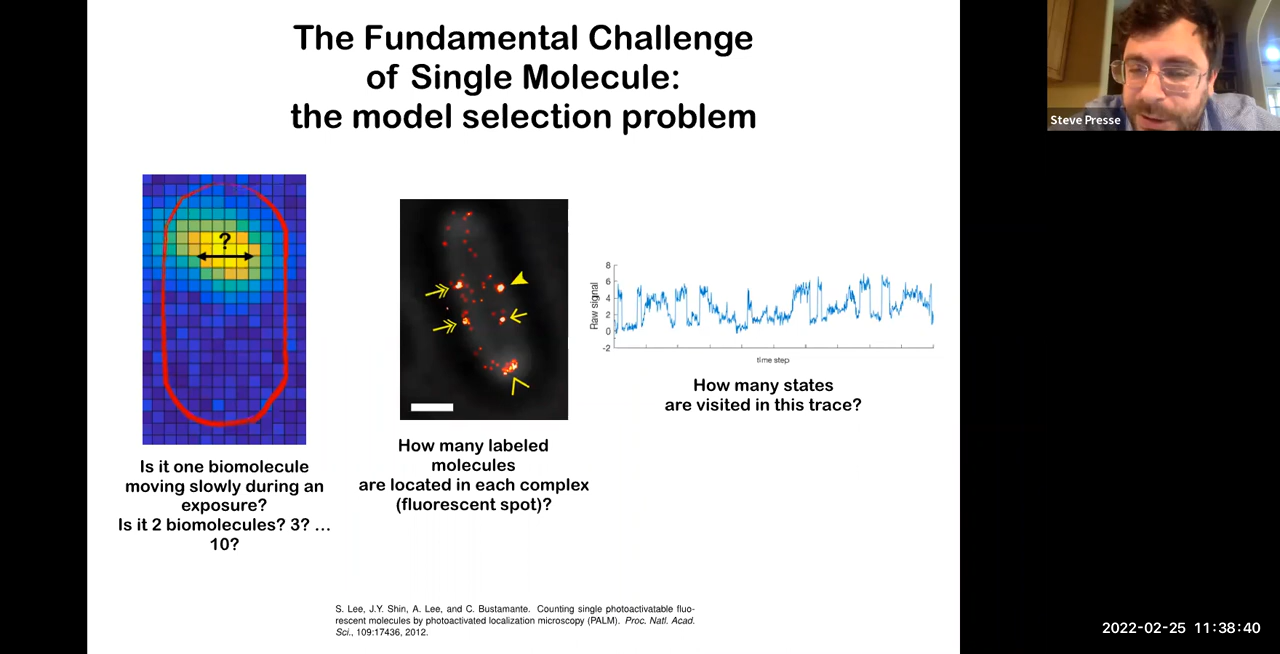 The Fundamental Challenge
of Single Molecule:
the model selection problem
Steve Presse
?
8
6
4
2
0
-2
Raw signal
time step
How many states
are visited in this trace?
Is it one biomolecule
moving slowly during an
exposure?
Is it 2 biomolecules? 3? …
10?
How many labeled
molecules
are located in each complex
(fluorescent spot)?
S. Lee, J.Y. Shin, A. Lee, and C. Bustamante. Counting single photoactivatable fluo-
rescent molecules by photoactivated localization microscopy (PALM). Proc. Natl. Acad.
Sci., 109:17436, 2012.
2022-02-25 11:38:40